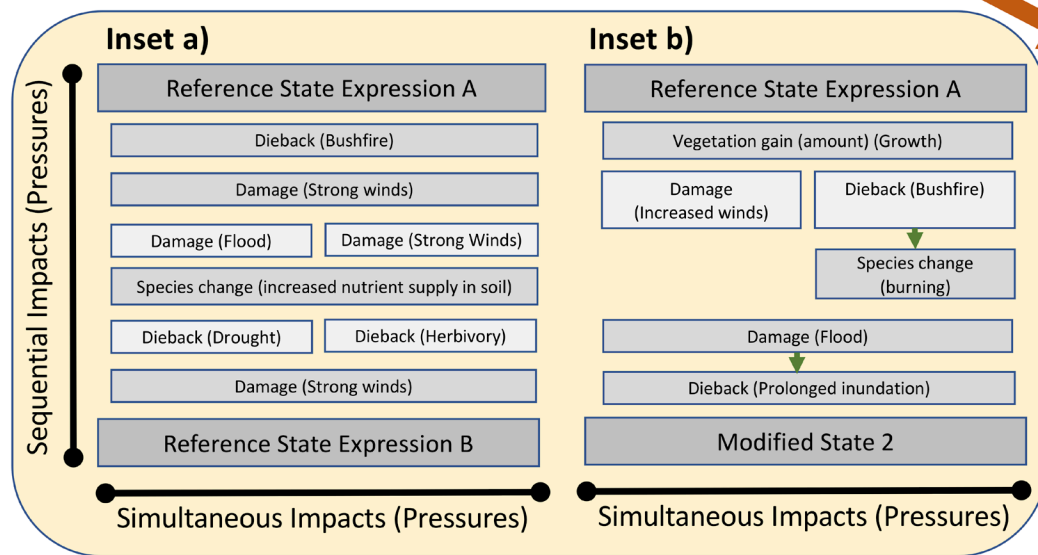 Sequential Impacts (Pressures)
Inset a)
Reference State Expression A
Dieback (Bushfire)
Damage (Strong winds)
Damage (Flood)
Damage (Strong Winds)
Species change (increased nutrient supply in soil)
Dieback (Drought)
Dieback (Herbivory)
Damage (Strong winds)
Reference State Expression B
Simultaneous Impacts (Pressures)
Inset b)
Reference State Expression A
Vegetation gain (amount) (Growth)
Damage
(Increased winds)
Dieback (Bushfire)
Species change
(burning)
Damage (Flood)
Dieback (Prolonged inundation)
Modified State 2
Simultaneous Impacts (Pressures)